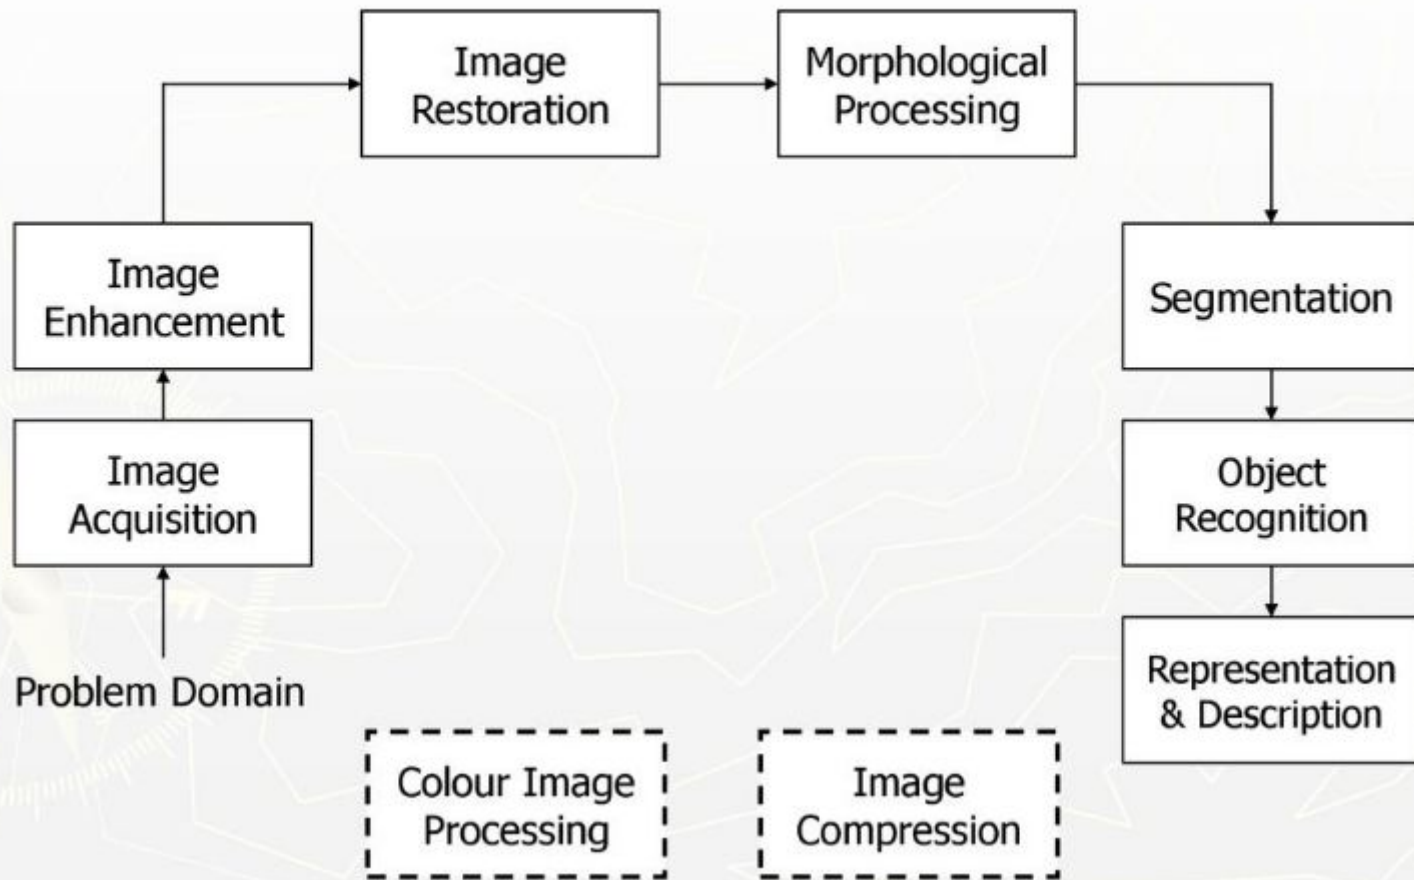 Image
Restoration
Morphological
Processing
Image
Enhancement
Segmentation
Image
Acquisition
Object
Recognition
Problem Domain
Representation
& Description
Colour Image
Processing
Image
Compression